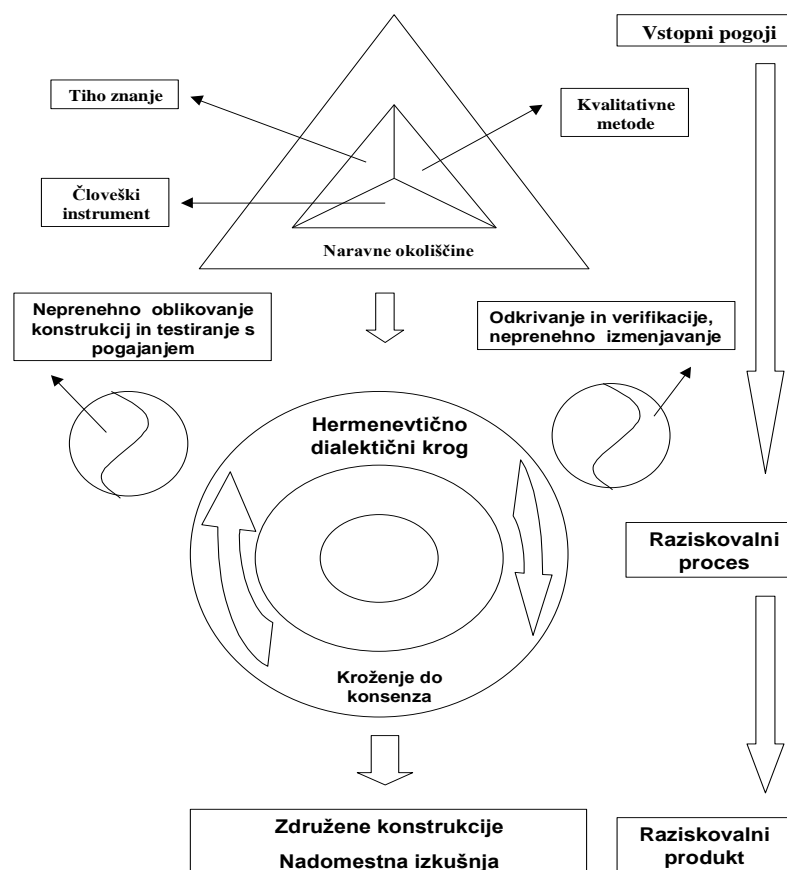 Vstopni pogoji
Tiho znanje
Kvalitativne
metode
Človeški
instrument
Naravne okoliščine
Neprenehno oblikovanje
konstrukcij in testiranje s
pogajanjem
Odkrivanje in verifikacije,
neprenehno izmenjavanje
Hermenevtično
dialektični krog
Raziskovalni
proces
Kroženje do
konsenza
Združene konstrukcije
Nadomestna izkušnja
Raziskovalni
produkt